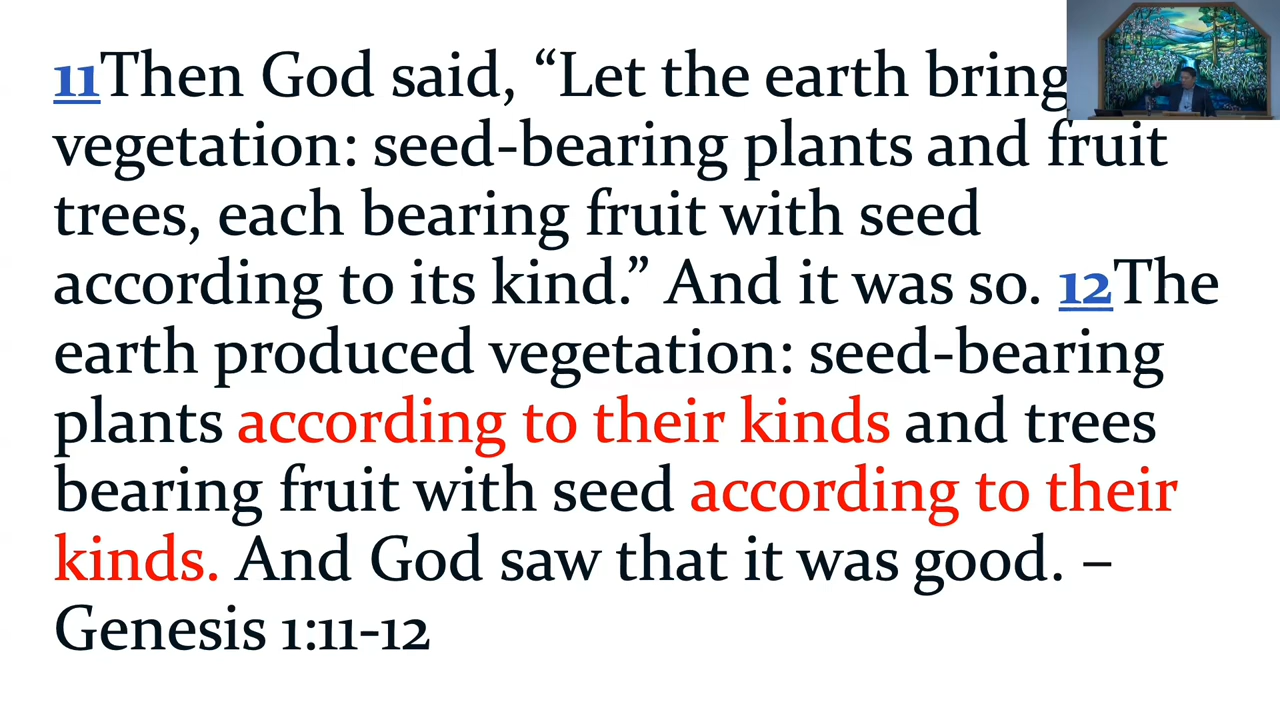 11Then God said, “Let the earth bring
vegetation: seed-bearing plants and fruit
trees, each bearing fruit with seed
according to its kind.” And it was so. 12The
earth produced vegetation: seed-bearing
plants according to their kinds and trees
bearing fruit with seed according to their
kinds. And God saw that it was good. –
Genesis 1:11-12